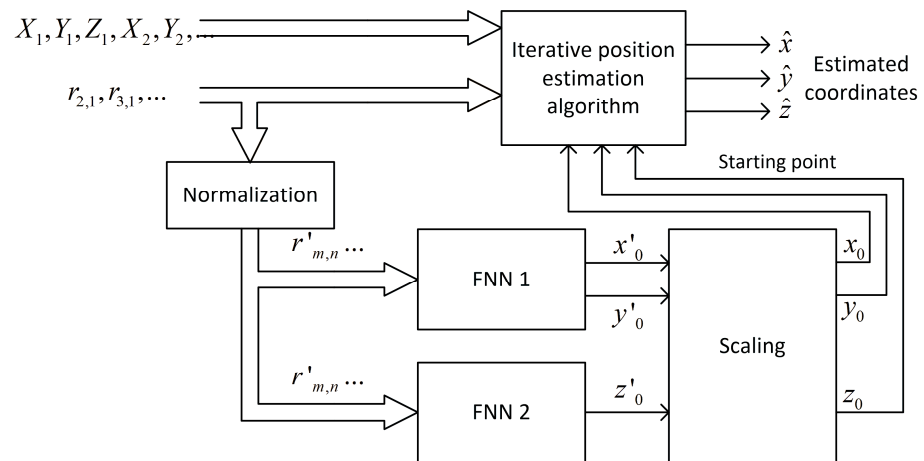 X₁,Y₁,Z₁,X₂,Y₂,...
r₂,₁,r₃,₁,...
Iterative position
estimation
algorithm
x̂
ŷ
ẑ
Estimated
coordinates
Starting point
Normalization
r'ₘ,ₙ...
FNN 1
x'₀
y'₀
r'ₘ,ₙ...
FNN 2
z'₀
Scaling
x₀
y₀
z₀